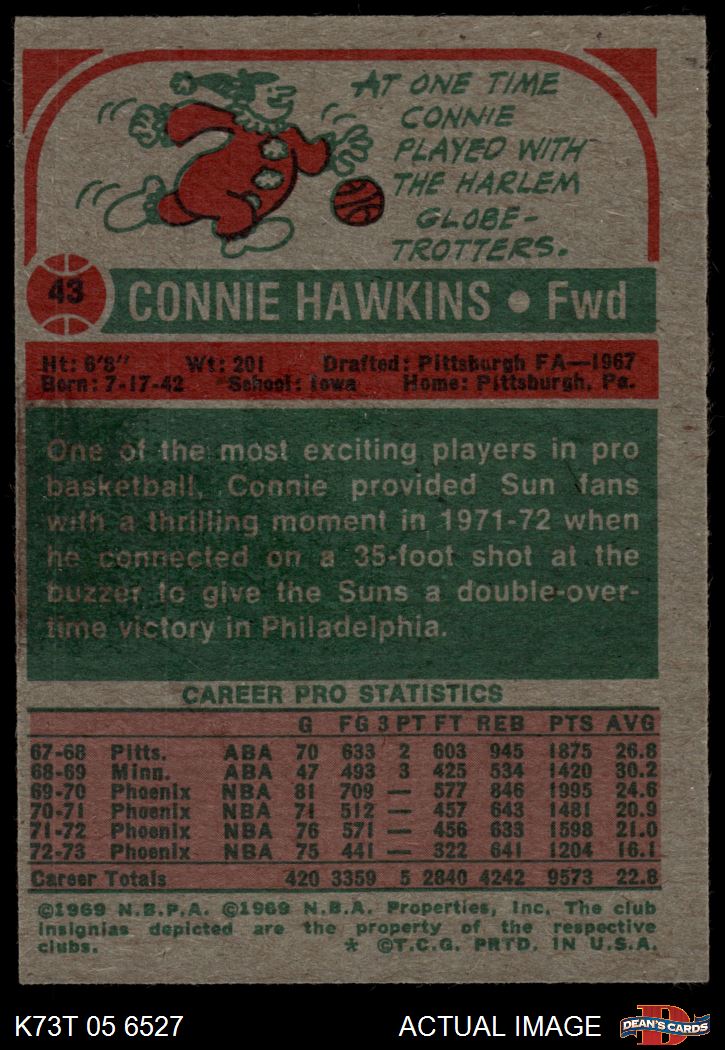 AT ONE TIME
CONNIE
PLAYED WITH
THE HARLEM
GLOBE-
TROTTERS.
43 CONNIE HAWKINS • Fwd
Ht: 6'8" Wt: 201 Drafted: Pittsburgh FA—1967
Born: 7-17-42 School: Iowa Home: Pittsburgh, Pa.
One of the most exciting players in pro
basketball, Connie provided Sun fans
with a thrilling moment in 1971-72 when
he connected on a 35-foot shot at the
buzzer to give the Suns a double-over-
time victory in Philadelphia.
CAREER PRO STATISTICS
G FG 3 PT FT REB PTS AVG
67-68 Pitts. ABA 70 633 2 603 945 1875 26.8
68-69 Minn. ABA 47 493 3 425 534 1420 30.2
69-70 Phoenix NBA 81 709 — 577 846 1995 24.6
70-71 Phoenix NBA 71 512 — 457 643 1481 20.9
71-72 Phoenix NBA 76 571 — 456 633 1598 21.0
72-73 Phoenix NBA 75 441 — 322 641 1204 16.1
Career Totals 420 3359 5 2840 4242 9573 22.8
©1969 N.B.P.A. ©1969 N.B.A. Properties, Inc. The club
insignias depicted are the property of the respective
clubs. * ©T.C.G. PRTD. IN U.S.A.
K73T 05 6527 ACTUAL IMAGE D DEAN'S CARDS